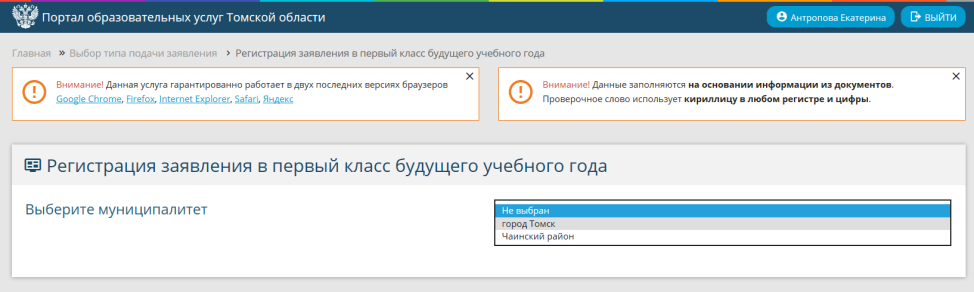 Портал образовательных услуг Томской области
Антропова Екатерина
ВЫЙТИ
Главная » Выбор типа подачи заявления › Регистрация заявления в первый класс будущего учебного года
Внимание! Данная услуга гарантированно работает в двух последних версиях браузеров
Google Chrome, Firefox, Internet Explorer, Safari, Яндекс
Внимание! Данные заполняются на основании информации из документов.
Проверочное слово использует кириллицу в любом регистре и цифры.
Регистрация заявления в первый класс будущего учебного года
Выберите муниципалитет
Не выбран
город Томск
Чаинский район